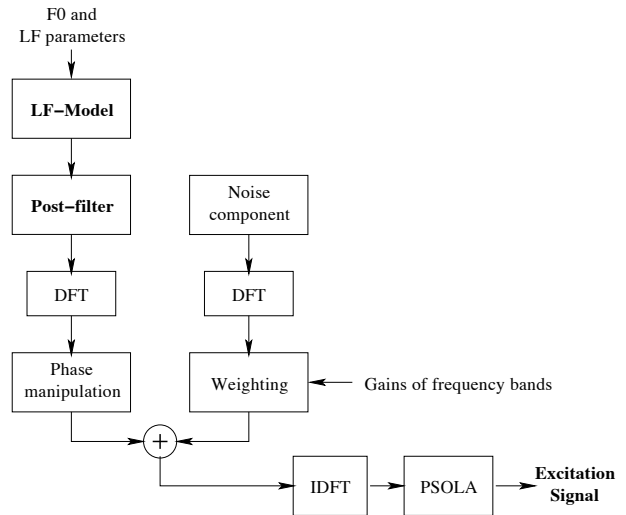 F0 and
LF parameters
LF−Model
Post−filter
Noise
component
DFT
DFT
Phase
manipulation
Weighting
Gains of frequency bands
+
IDFT
PSOLA
Excitation
Signal